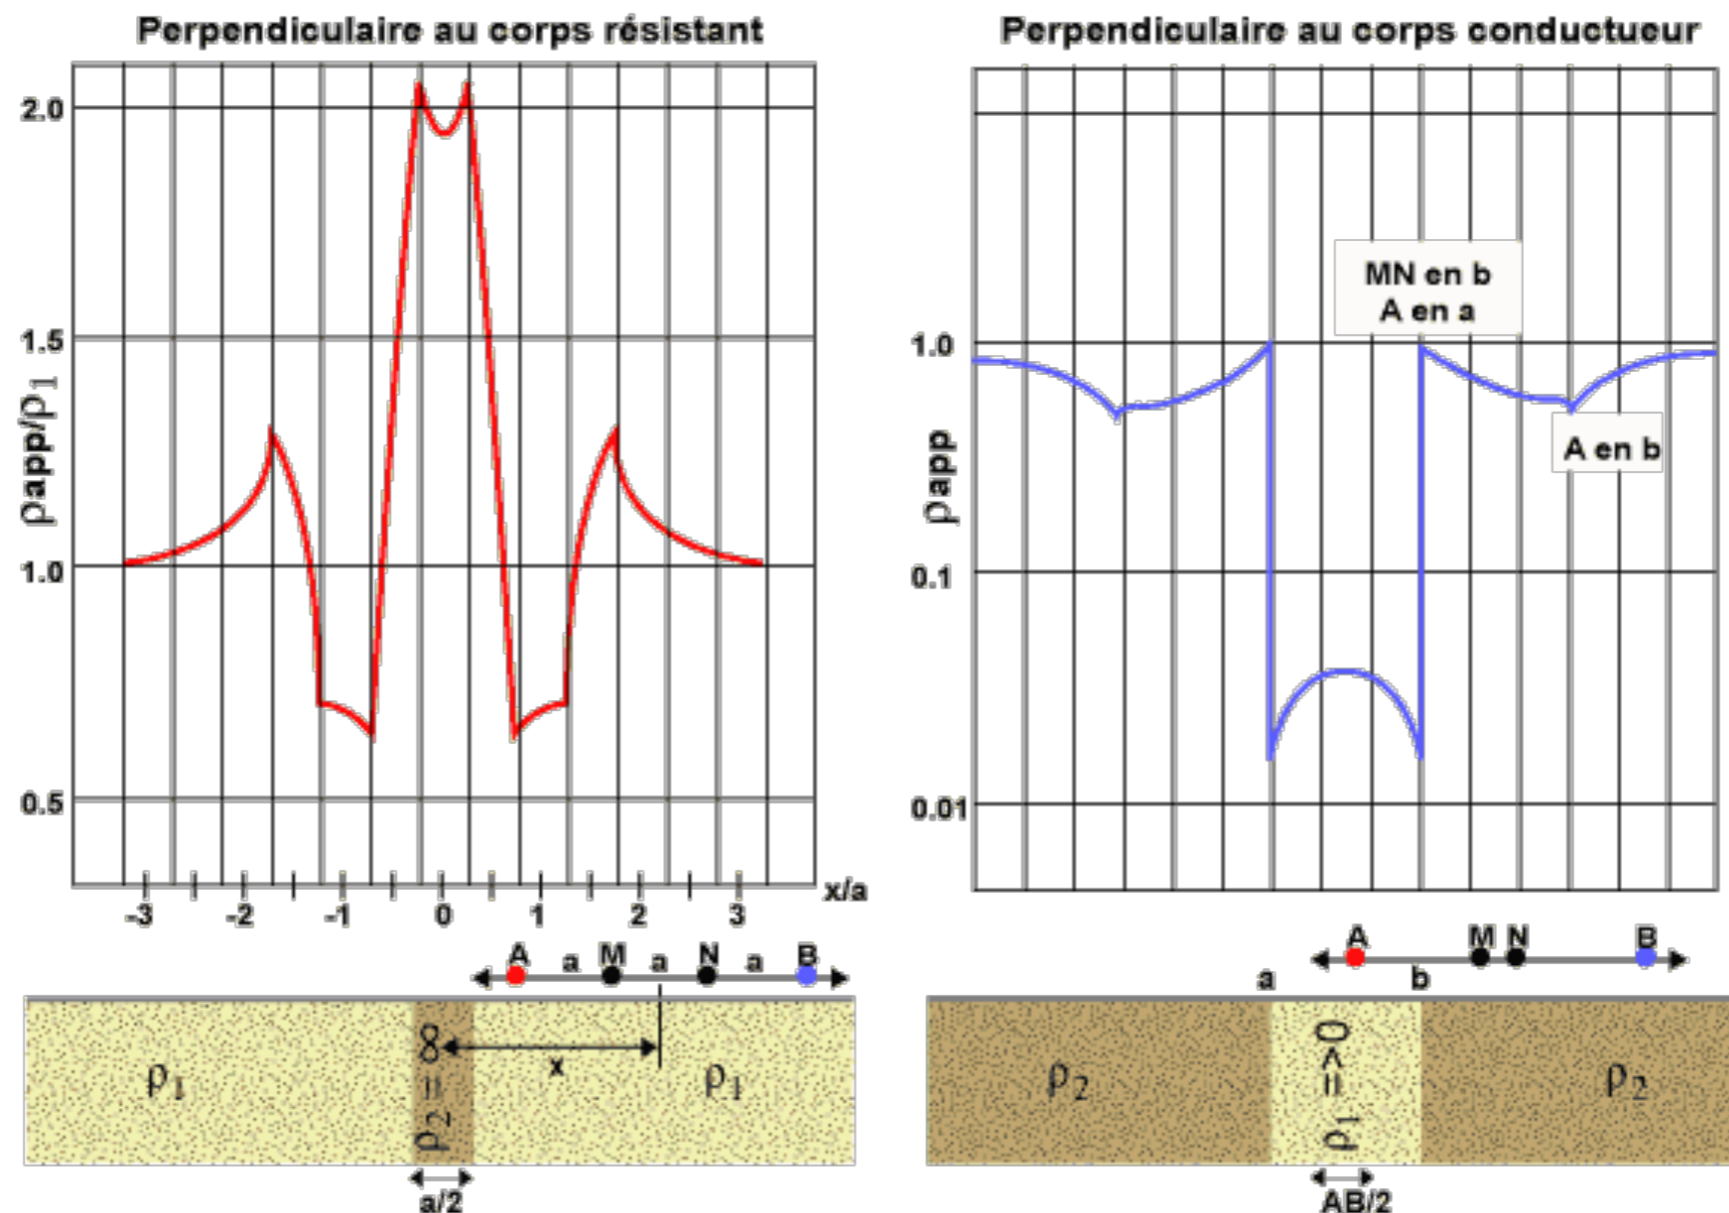 Perpendiculaire au corps résistant
2.0
1.5
1.0
0.5
ρapp/ρ1
-3 -2 -1 0 1 2 3
x/a
A a M a N a B
x
ρ1
ρ2 = ∞
ρ1
a/2
Perpendiculaire au corps conductueur
MN en b
A en a
1.0
A en b
ρapp
0.1
0.01
A M N B
a b
ρ2
ρ1 =>0
ρ2
AB/2